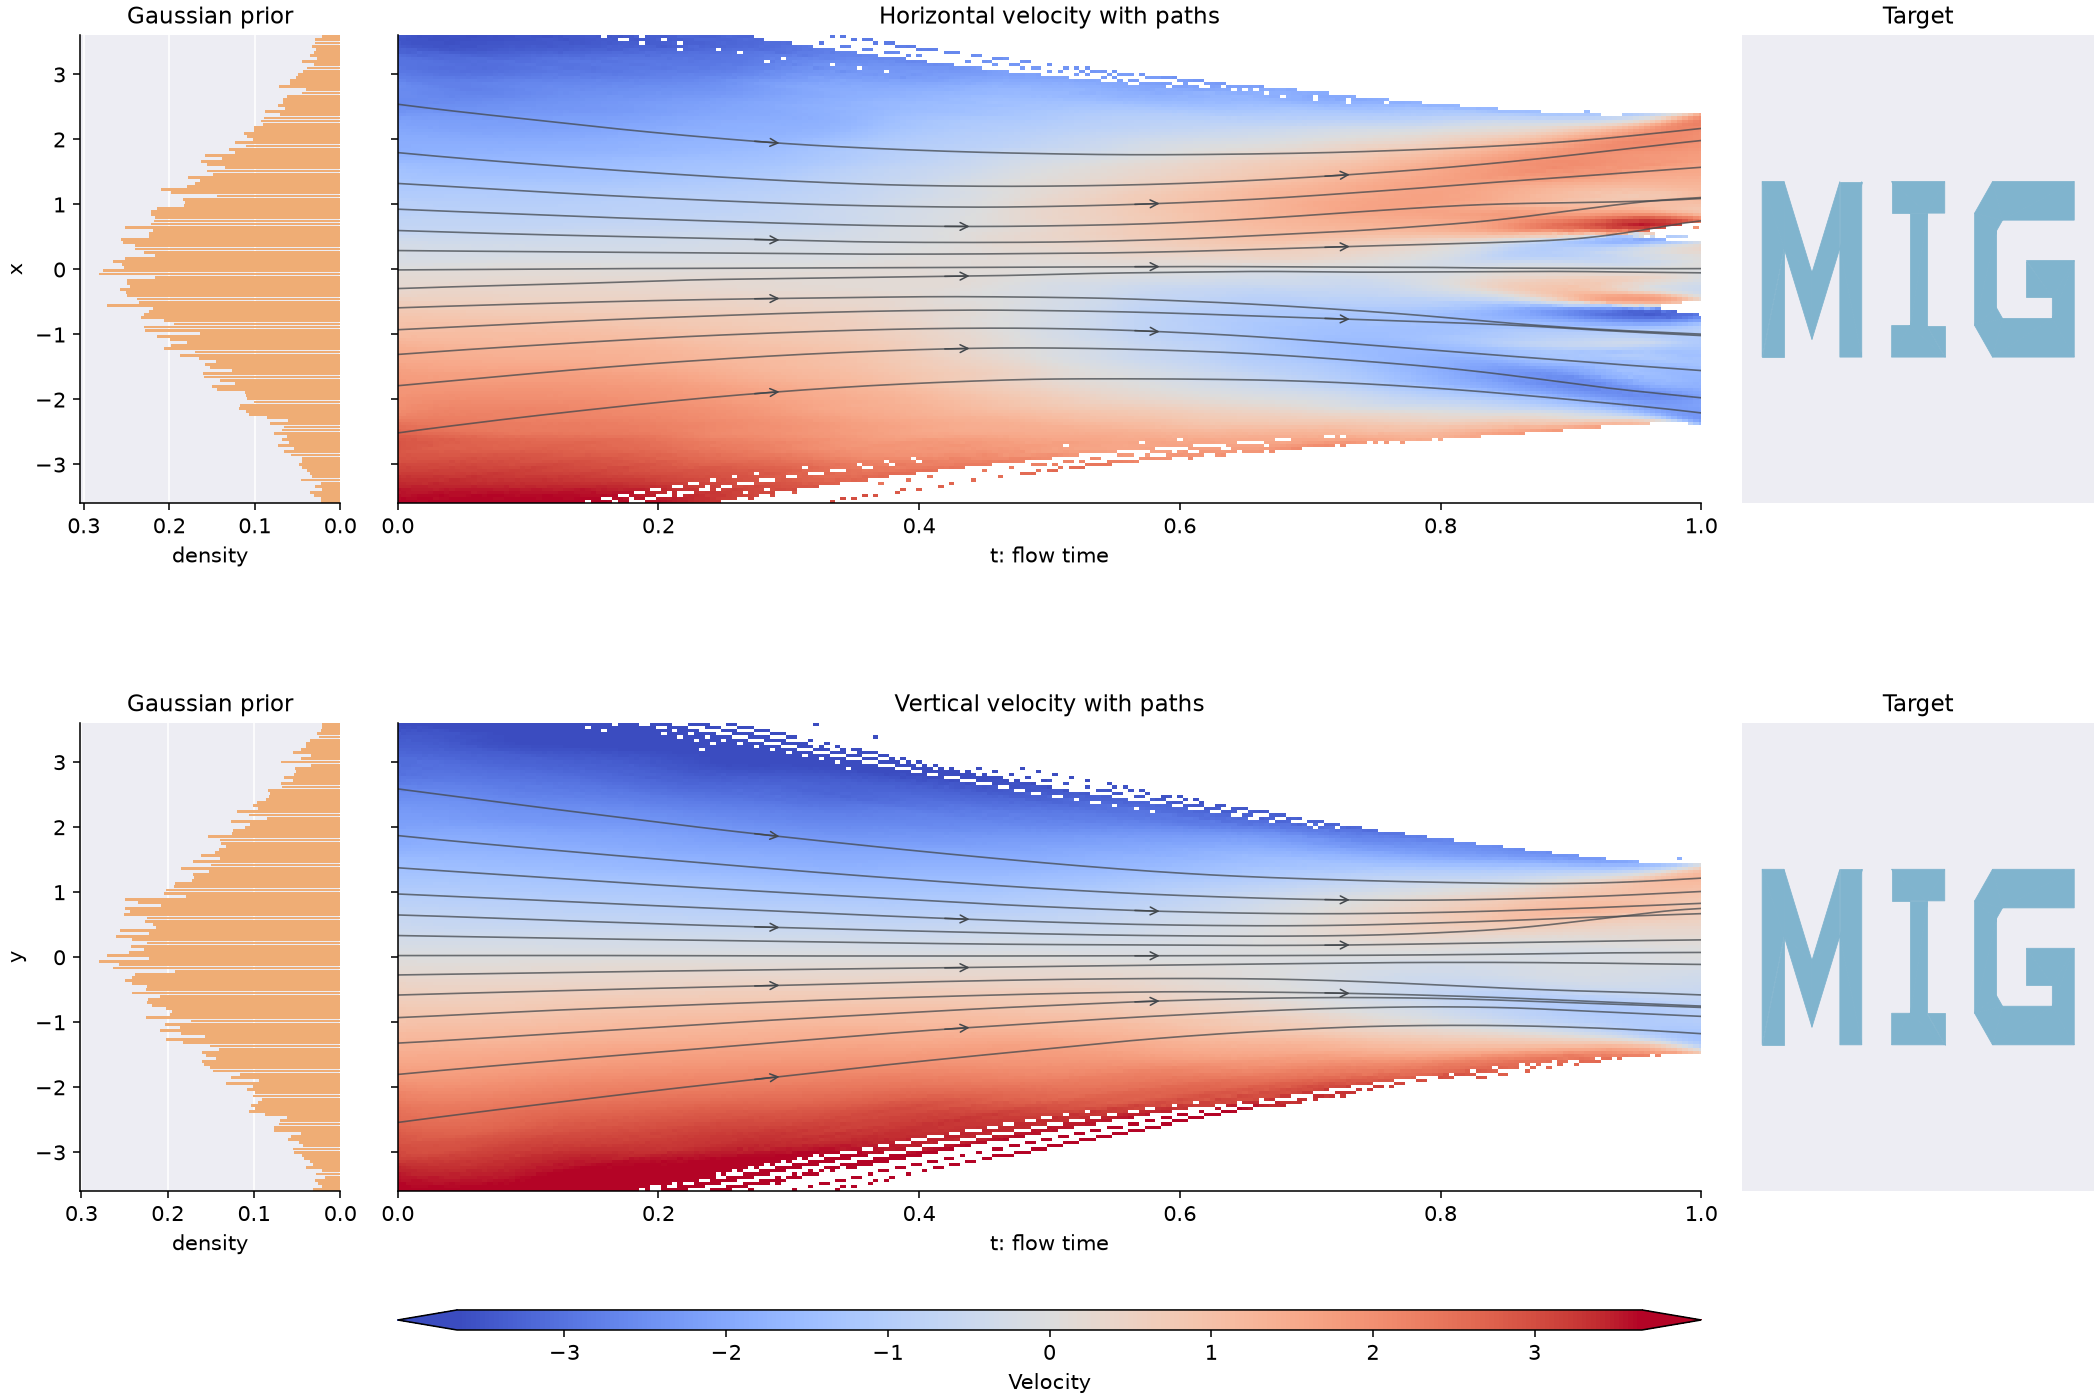 Gaussian prior
Horizontal velocity with paths
Target
3
2
1
0
−1
−2
−3
x
MIG
0.3 0.2 0.1 0.0
0.0 0.2 0.4 0.6 0.8 1.0
density
t: flow time
Gaussian prior
Vertical velocity with paths
Target
3
2
1
0
−1
−2
−3
y
MIG
0.3 0.2 0.1 0.0
0.0 0.2 0.4 0.6 0.8 1.0
density
t: flow time
−3 −2 −1 0 1 2 3
Velocity